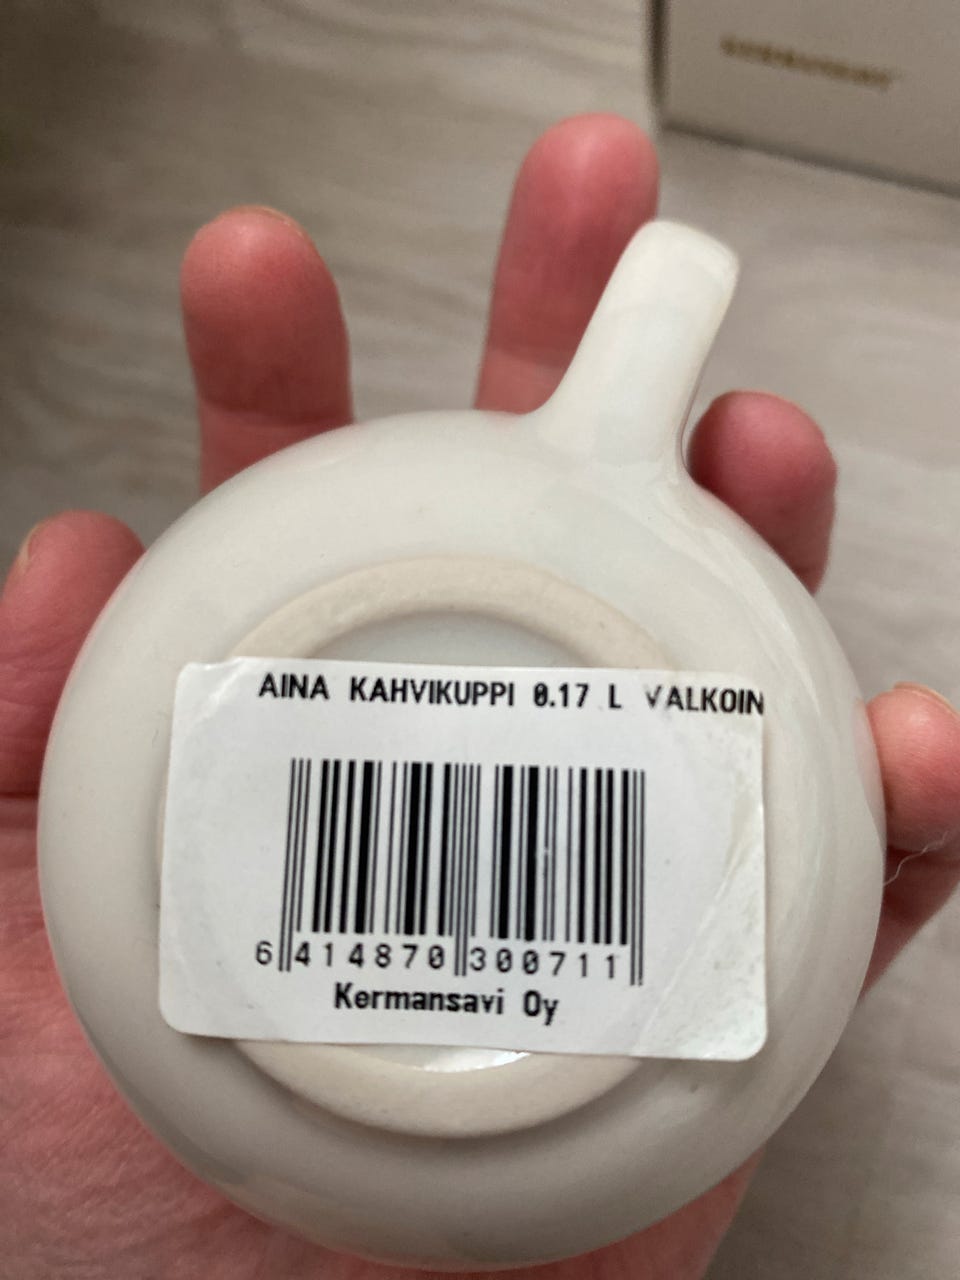 AINA KAHVIKUPPI 0.17 L VALKOIN
6 414870 300711
Kermansavi Oy